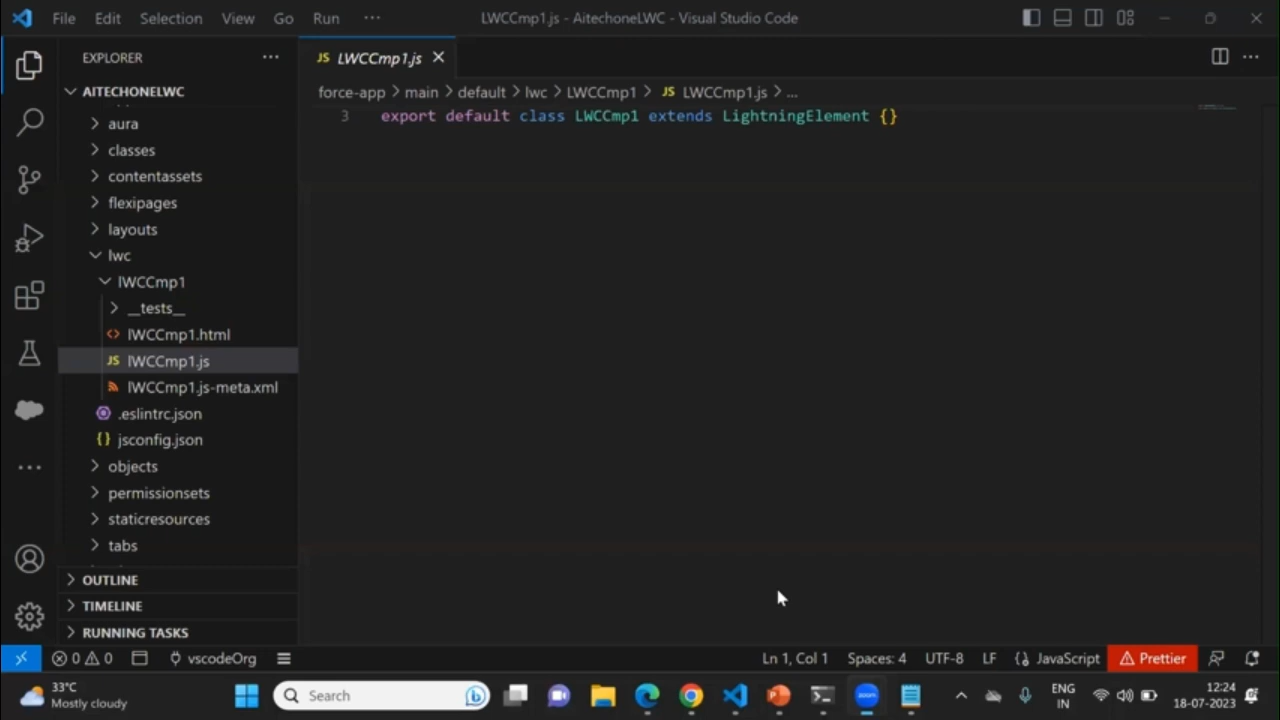 File Edit Selection View Go Run ··· LWCCmp1.js - AitechoneLWC - Visual Studio Code
EXPLORER ···
JS LWCCmp1.js
AITECHONELWC
force-app > main > default > lwc > LWCCmp1 > JS LWCCmp1.js > ...
3 export default class LWCCmp1 extends LightningElement {}
aura
classes
contentassets
flexipages
layouts
lwc
lWCCmp1
__tests__
<> lWCCmp1.html
JS lWCCmp1.js
lWCCmp1.js-meta.xml
.eslintrc.json
{} jsconfig.json
objects
permissionsets
staticresources
tabs
OUTLINE
TIMELINE
RUNNING TASKS
0 0 vscodeOrg Ln 1, Col 1 Spaces: 4 UTF-8 LF {} JavaScript Prettier
33°C
Mostly cloudy
Search
zoom
ENG
IN
12:24
18-07-2023